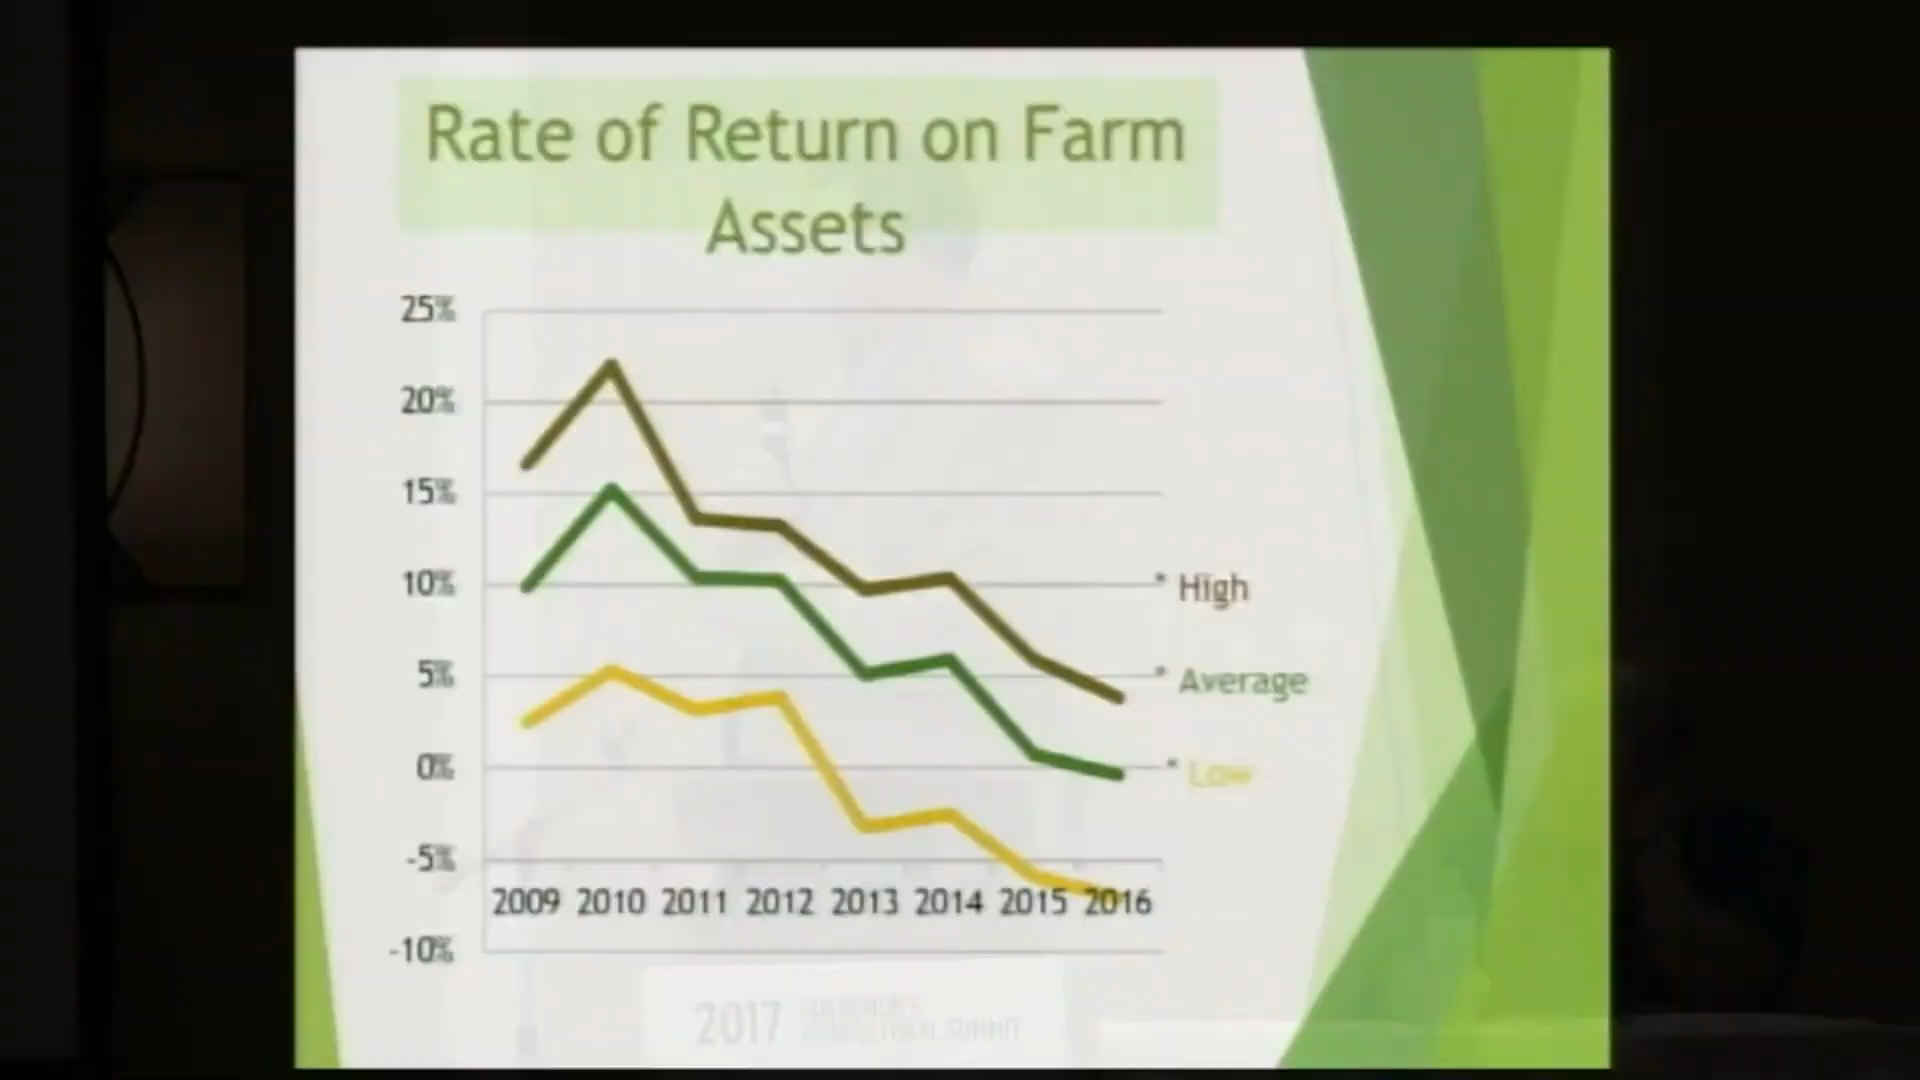 Rate of Return on Farm
Assets
25%
20%
15%
10%
5%
0%
-5%
-10%
2009 2010 2011 2012 2013 2014 2015 2016
High
Average
Low
2017
SUMMIT